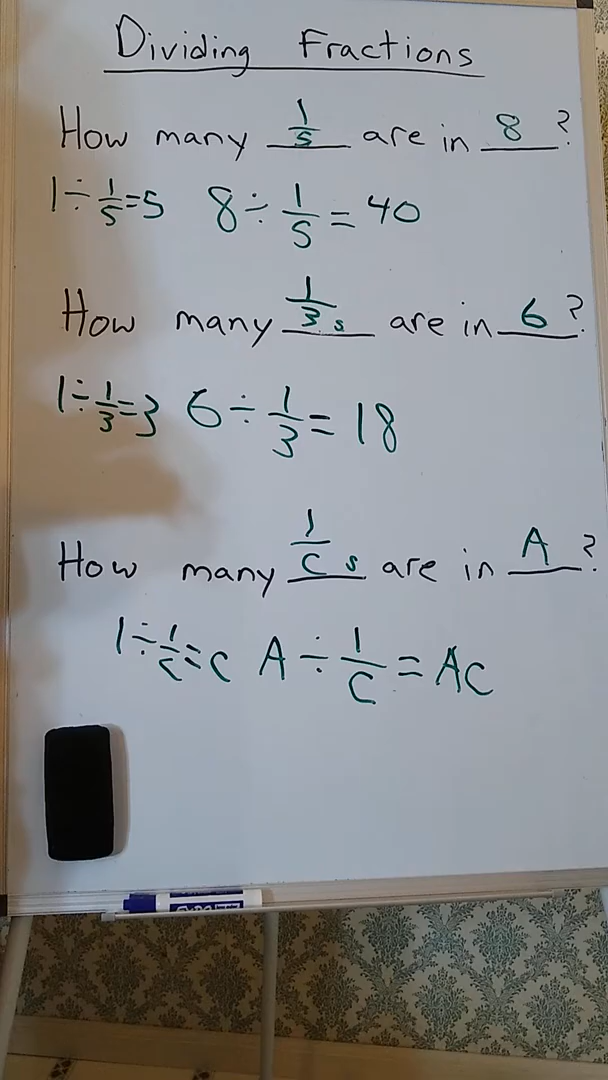 Dividing Fractions
How many 1/5 are in 8?
1÷1/5=5 8÷1/5=40
How many 1/3s are in 6?
1÷1/3=3 6÷1/3=18
How many 1/Cs are in A?
1÷1/C=C A÷1/C=AC